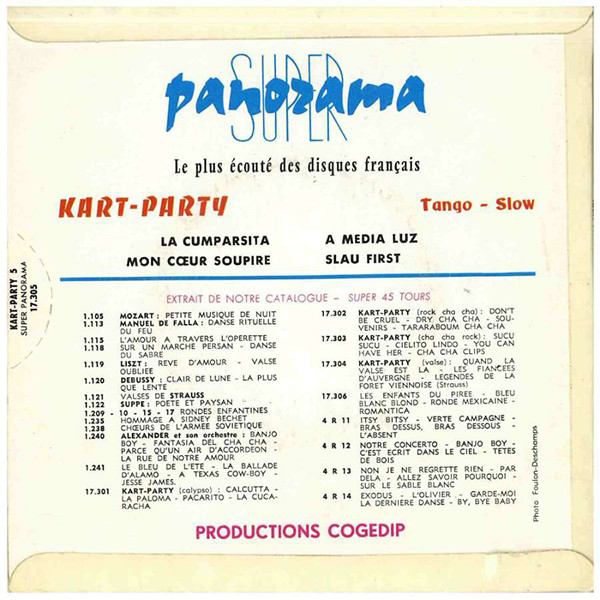 SUPER
panorama
SUPER
Le plus écouté des disques français
KART-PARTY
Tango - Slow
LA CUMPARSITA
MON CŒUR SOUPIRE
A MEDIA LUZ
SLAU FIRST
KART-PARTY 5
SUPER PANORAMA
17.305
EXTRAIT DE NOTRE CATALOGUE - SUPER 45 TOURS
1.105 MOZART: PETITE MUSIQUE DE NUIT
1.113 MANUEL DE FALLA: DANSE RITUELLE
DU FEU
1.115 L'AMOUR A TRAVERS L'OPERETTE
1.118 SUR UN MARCHE PERSAN - DANSE
DU SABRE
1.119 LISZT: REVE D'AMOUR - VALSE
OUBLIEE
1.120 DEBUSSY: CLAIR DE LUNE - LA PLUS
QUE LENTE
1.121 VALSES DE STRAUSS
1.122 SUPPE: POETE ET PAYSAN
1.209 - 10 - 15 - 17 RONDES ENFANTINES
1.235 HOMMAGE A SIDNEY BECHET
1.238 CHŒURS DE L'ARMEE SOVIETIQUE
1.240 ALEXANDER et son orchestre: BANJO
BOY - FANTASIA DEL CHA CHA -
PARCE QU'UN AIR D'ACCORDEON -
LA RUE DE NOTRE AMOUR
1.241 LE BLEU DE L'ETE - LA BALLADE
D'ALAMO - A TEXAS COW-BOY -
JESSE JAMES.
17.301 KART-PARTY (calypso): CALCUTTA -
LA PALOMA - PACARITO - LA CUCA-
RACHA
17.302 KART-PARTY (rock cha cha): DON'T
BE CRUEL - DRY CHA CHA - SOU-
VENIRS - TARARABOUM CHA CHA
17.303 KART-PARTY (cha cha rock): SUCU
SUCU - CIELITO LINDO - YOU CAN
HAVE HER - CHA CHA CLIPS
17.304 KART-PARTY (valse): QUAND LA
VALSE EST LA - LES FIANCÉES
D'AUVERGNE - LEGENDES DE LA
FORET VIENNOISE (Strauss)
17.306 LES ENFANTS DU PIREE - BLEU
BLANC BLOND - RONDE MEXICAINE -
ROMANTICA
4 R 11 ITSY BITSY - VERTE CAMPAGNE -
BRAS DESSUS, BRAS DESSOUS -
L'ABSENT
4 R 12 NOTRE CONCERTO - BANJO BOY -
C'EST ECRIT DANS LE CIEL - TETES
DE BOIS
4 R 13 NON JE NE REGRETTE RIEN - PAR
DELA - ALLEZ SAVOIR POURQUOI -
SUR LE SABLE BLANC
4 R 14 EXODUS - L'OLIVIER - GARDE-MOI
LA DERNIERE DANSE - BY, BYE BABY
Photo Foulon-Deschamps
PRODUCTIONS COGEDIP